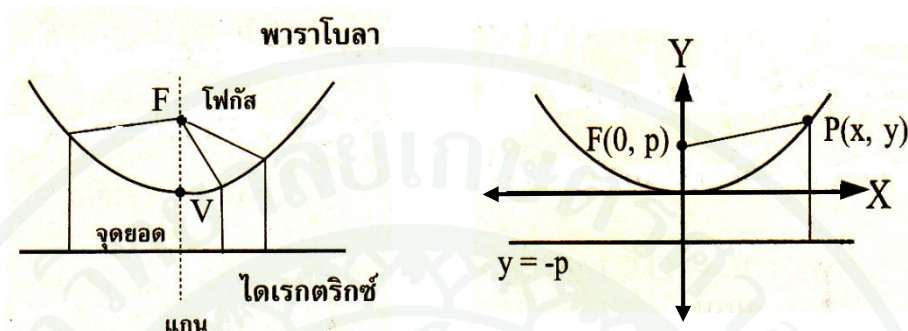 พาราโบลา
F โฟกัส
V
จุดยอด
ไดเรกตริกซ์
แกน
Y
F(0, p)
P(x, y)
X
y = -p